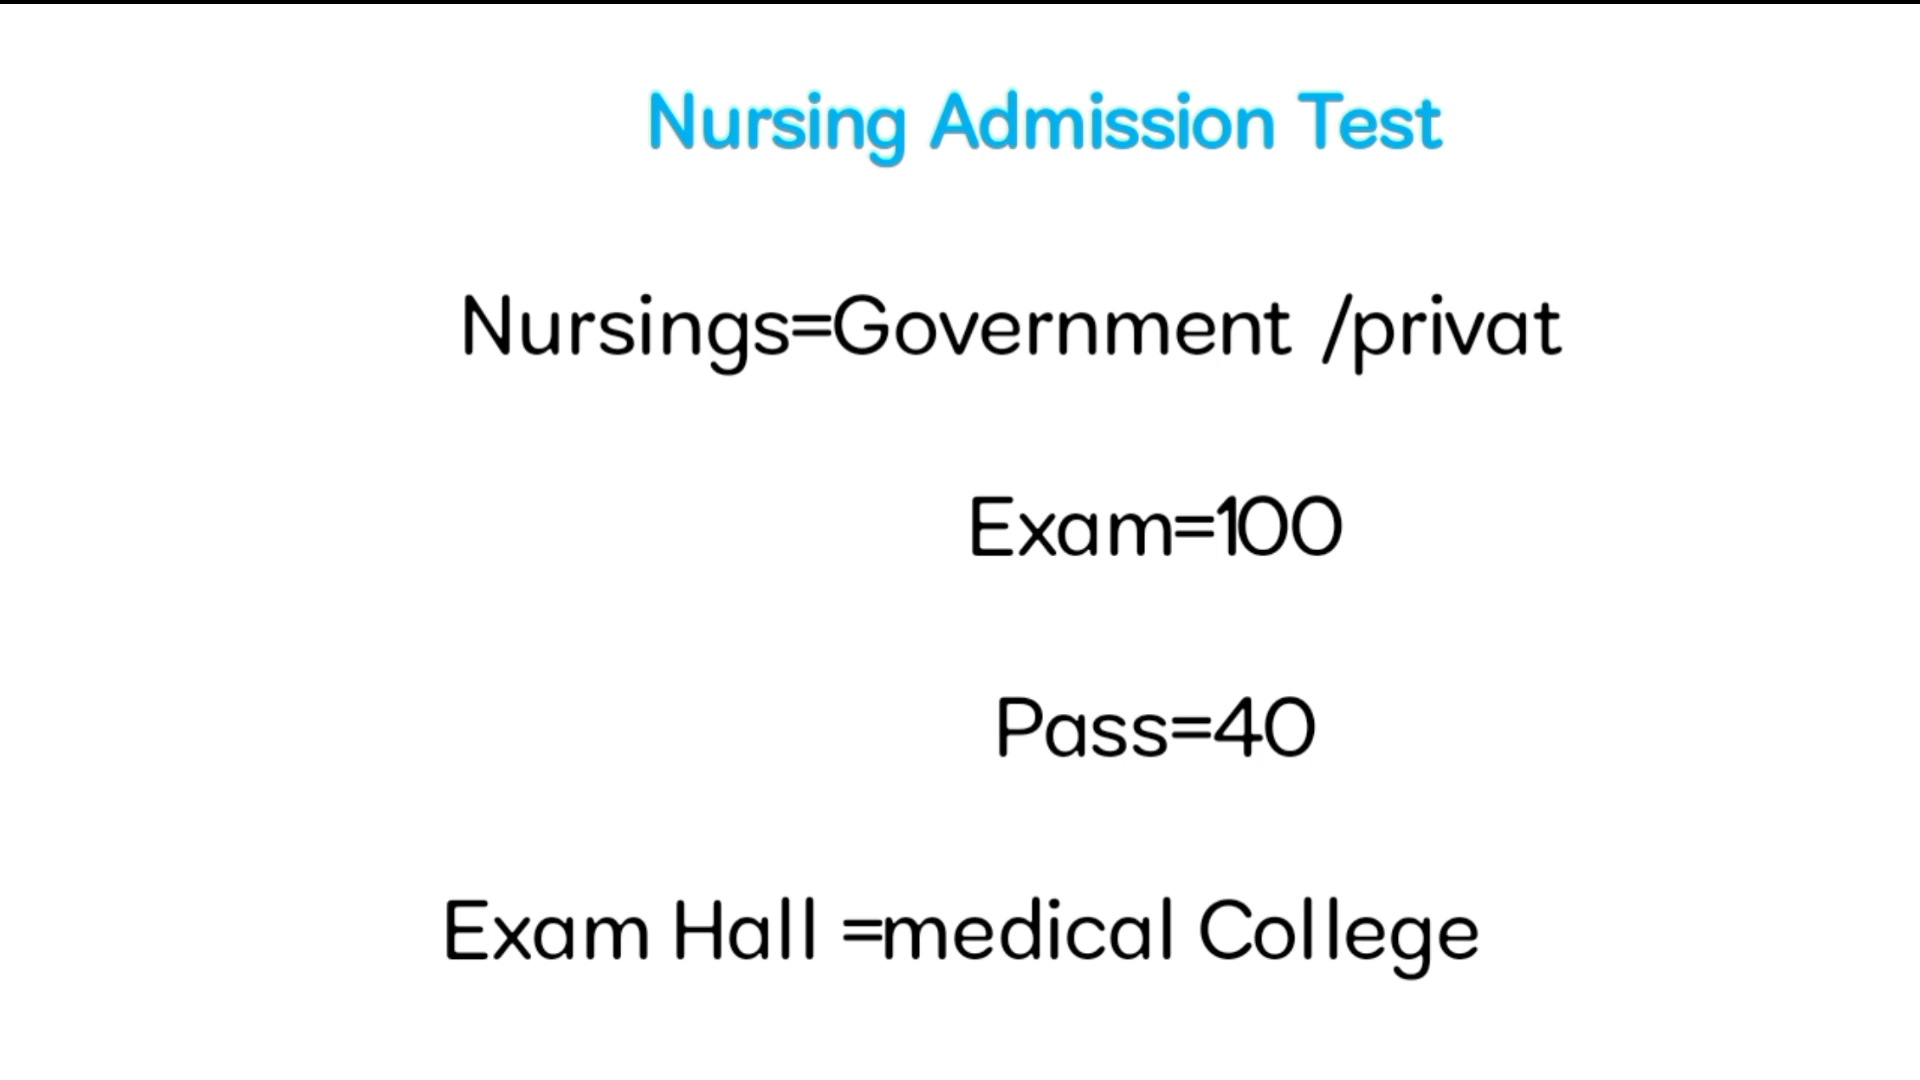 Nursing Admission Test
Nursings=Government /privat
Exam=100
Pass=40
Exam Hall =medical College